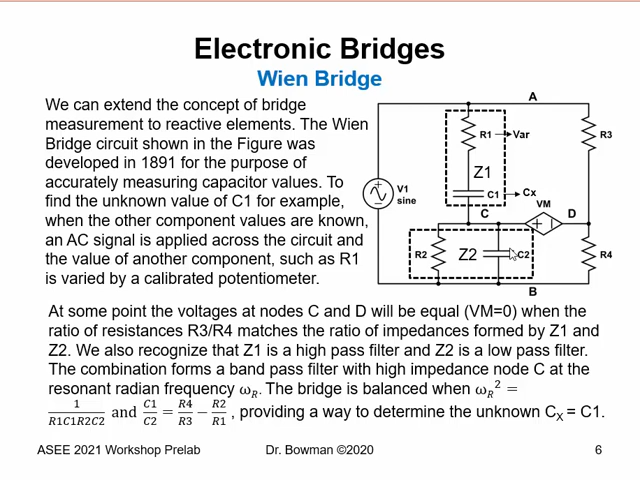 Electronic Bridges
Wien Bridge
We can extend the concept of bridge
measurement to reactive elements. The Wien
Bridge circuit shown in the Figure was
developed in 1891 for the purpose of
accurately measuring capacitor values. To
find the unknown value of C1 for example,
when the other component values are known,
an AC signal is applied across the circuit and
the value of another component, such as R1
is varied by a calibrated potentiometer.
A
R1
Var
R3
Z1
V1
sine
C1
Cx
VM
C
D
R2
Z2
C2
R4
B
At some point the voltages at nodes C and D will be equal (VM=0) when the
ratio of resistances R3/R4 matches the ratio of impedances formed by Z1 and
Z2. We also recognize that Z1 is a high pass filter and Z2 is a low pass filter.
The combination forms a band pass filter with high impedance node C at the
resonant radian frequency ω_R. The bridge is balanced when ω_R² =
1/(R1C1R2C2) and C1/C2 = R4/R3 − R2/R1, providing a way to determine the unknown C_X = C1.
ASEE 2021 Workshop Prelab
Dr. Bowman ©2020
6